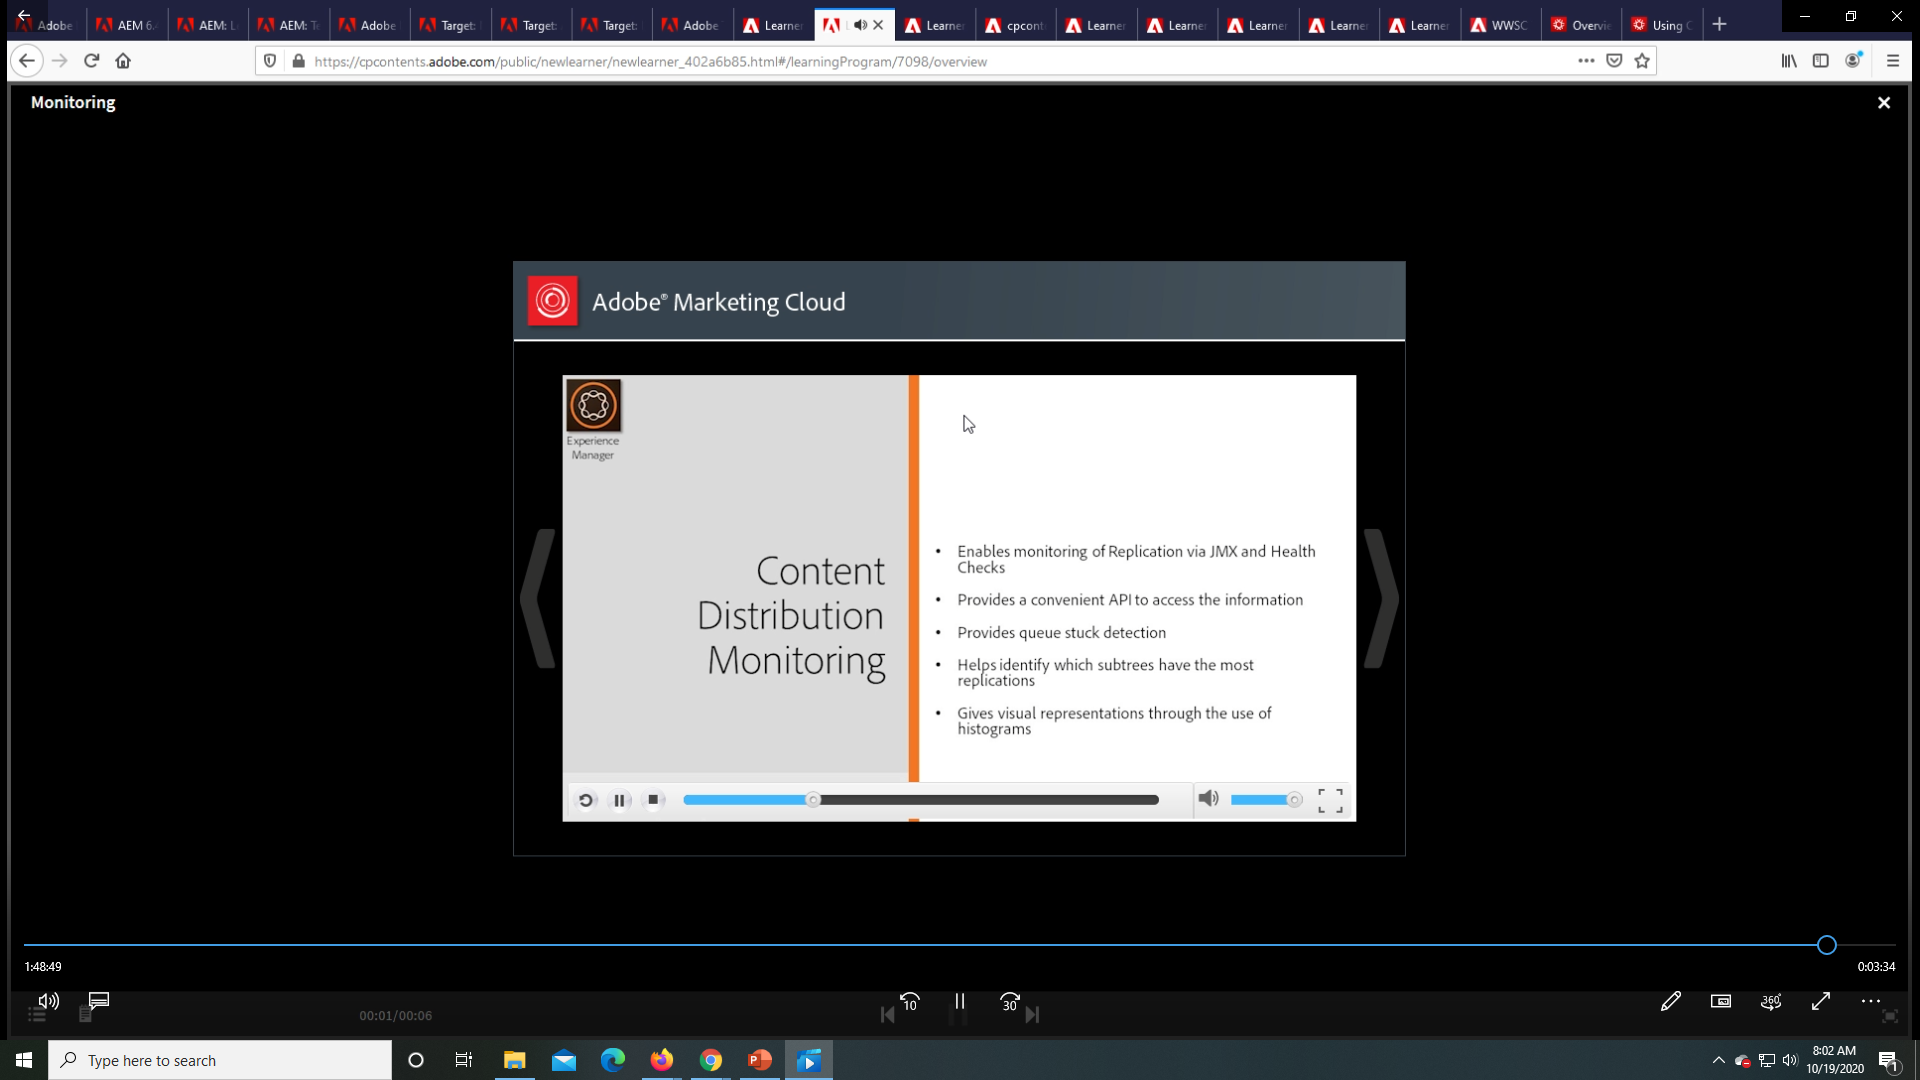 Adobe
AEM 6.
AEM: L
AEM: T
Adobe
Target:
Target:
Target:
Adobe
Learner
Learner
cpcont
Learner
Learner
Learner
Learner
Learner
WWSC
Overvie
Using C
https://cpcontents.adobe.com/public/newlearner/newlearner_402a6b85.html#/learningProgram/7098/overview
Monitoring
Adobe® Marketing Cloud
Experience
Manager
Content
Distribution
Monitoring
• Enables monitoring of Replication via JMX and Health
Checks
• Provides a convenient API to access the information
• Provides queue stuck detection
• Helps identify which subtrees have the most
replications
• Gives visual representations through the use of
histograms
1:48:49
0:03:34
00:01/00:06
10
30
360
Type here to search
8:02 AM
10/19/2020
1